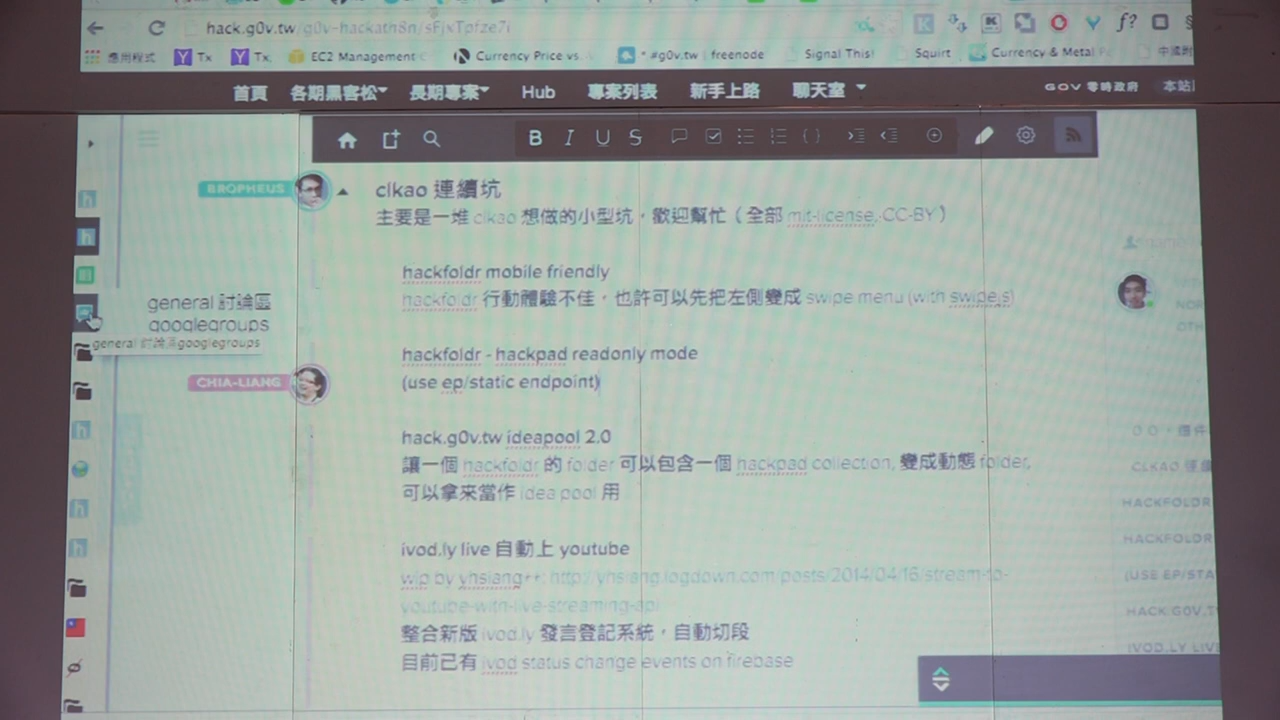 hack.g0v.tw/g0v-hackath8n/sFjxTpfze7i
應用程式 Tx Tx EC2 Management Currency Price vs. * #g0v.tw | freenode Signal This! Squirt Currency & Metal
首頁 各期黑客松 長期專案 Hub 專案列表 新手上路 聊天室 G0V 零時政府 本站
B I U S
BROPHEUS
clkao 連續坑
主要是一堆 clkao 想做的小型坑，歡迎幫忙（全部 mit-license, CC-BY）
hackfoldr mobile friendly
hackfoldr 行動體驗不佳，也許可以先把左側變成 swipe menu (with swipe.js)
general 討論區
googlegroups
general 討論區googlegroups
hackfoldr - hackpad readonly mode
CHIA-LIANG
(use ep/static endpoint)
hack.g0v.tw ideapool 2.0
讓一個 hackfoldr 的 folder 可以包含一個 hackpad collection, 變成動態 folder,
可以拿來當作 idea pool 用
ivod.ly live 自動上 youtube
wip by yhsiang++: http://yhsiang.logdown.com/posts/2014/04/16/stream-to-
youtube-with-live-streaming-api
整合新版 ivod.ly 發言登記系統，自動切段
目前已有 ivod status change events on firebase
HACKFOLDR
HACKFOLDR
(USE EP/STA
HACK.G0V.T
IVOD.LY LIVE